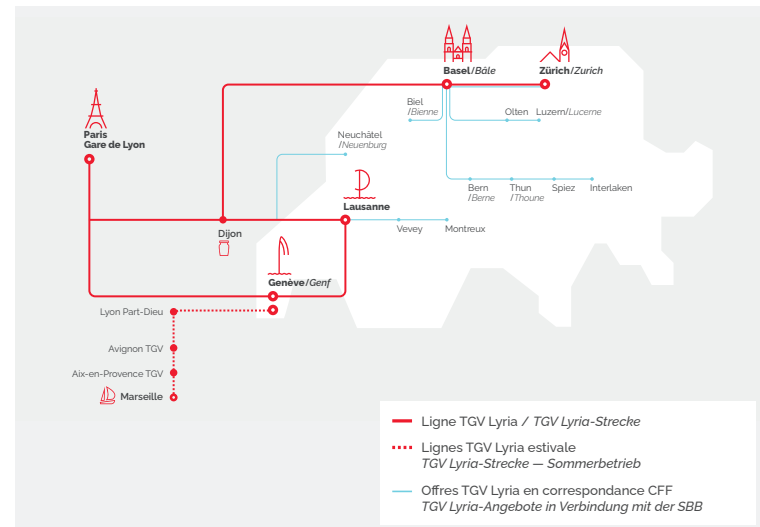 Basel/Bâle
Zürich/Zurich
Biel
/Bienne
Olten
Luzern/Lucerne
Paris
Gare de Lyon
Neuchâtel
/Neuenburg
Bern
/Berne
Thun
/Thoune
Spiez
Interlaken
Lausanne
Dijon
Vevey
Montreux
Genève/Genf
Lyon Part-Dieu
Avignon TGV
Aix-en-Provence TGV
Marseille
Ligne TGV Lyria / TGV Lyria-Strecke
Lignes TGV Lyria estivale
TGV Lyria-Strecke — Sommerbetrieb
Offres TGV Lyria en correspondance CFF
TGV Lyria-Angebote in Verbindung mit der SBB